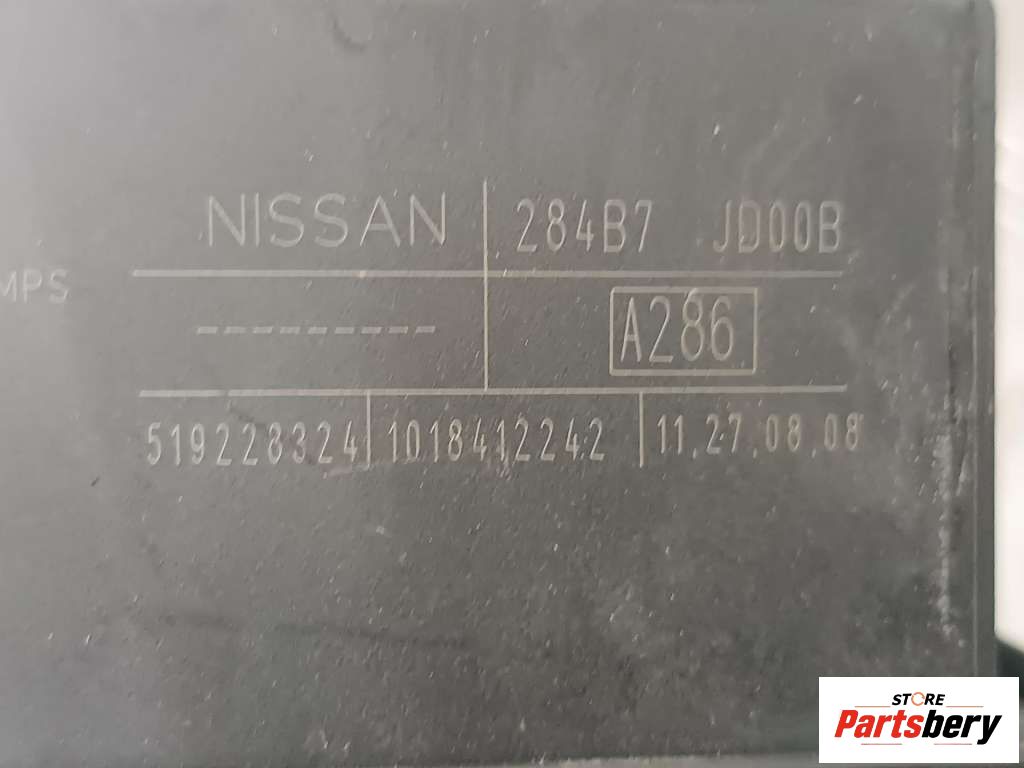 NISSAN 284B7 JD00B
MPS
--------- A286
519228324 1018412242 11.27.08.08
STORE
Partsbery